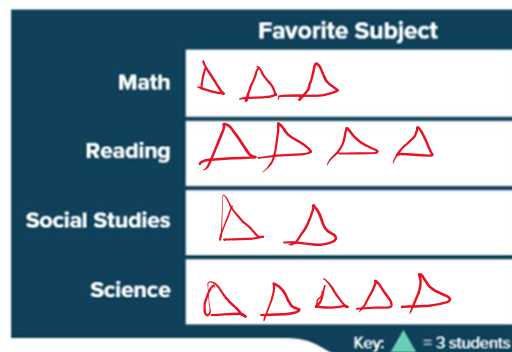 Favorite Subject
Math
Reading
Social Studies
Science
Key: = 3 students